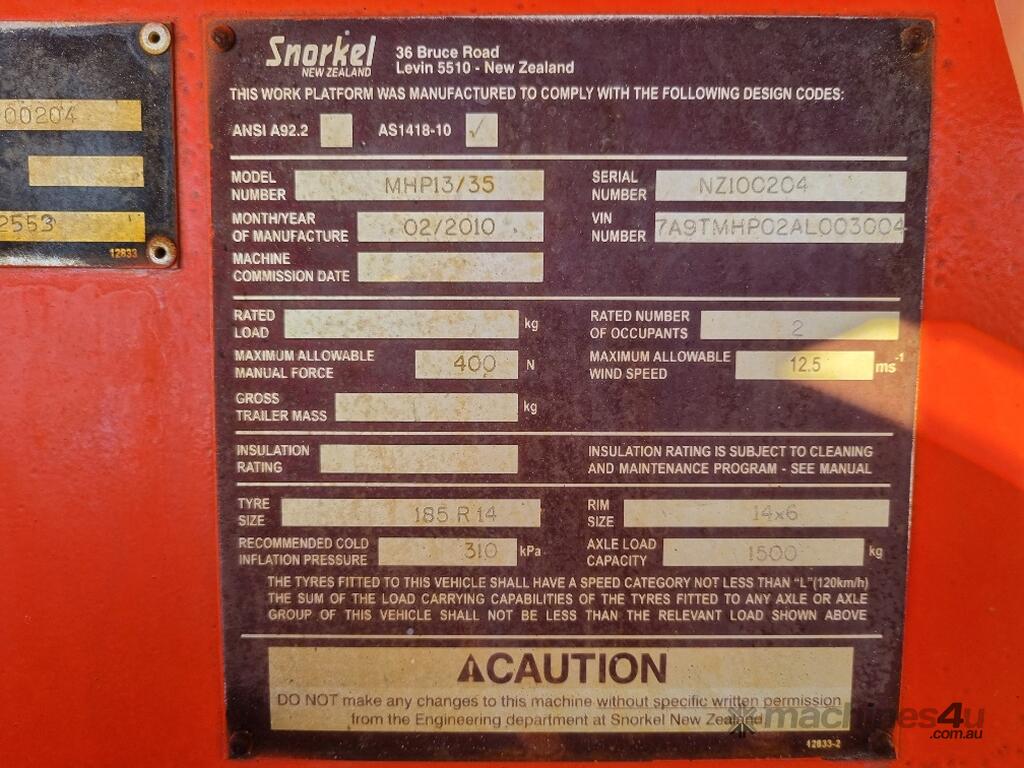 00204
2553
12833
Snorkel
NEW ZEALAND
36 Bruce Road
Levin 5510 - New Zealand
THIS WORK PLATFORM WAS MANUFACTURED TO COMPLY WITH THE FOLLOWING DESIGN CODES:
ANSI A92.2 AS1418-10 ✓
MODEL NUMBER MHP13/35
SERIAL NUMBER NZ100204
MONTH/YEAR OF MANUFACTURE 02/2010
VIN NUMBER 7A9TMHP02AL003004
MACHINE COMMISSION DATE
RATED LOAD kg
RATED NUMBER OF OCCUPANTS 2
MAXIMUM ALLOWABLE MANUAL FORCE 400 N
MAXIMUM ALLOWABLE WIND SPEED 12.5 ms-1
GROSS TRAILER MASS kg
INSULATION RATING
INSULATION RATING IS SUBJECT TO CLEANING
AND MAINTENANCE PROGRAM - SEE MANUAL
TYRE SIZE 185 R 14
RIM SIZE 14x6
RECOMMENDED COLD INFLATION PRESSURE 310 kPa
AXLE LOAD CAPACITY 1500 kg
THE TYRES FITTED TO THIS VEHICLE SHALL HAVE A SPEED CATEGORY NOT LESS THAN "L"(120km/h)
THE SUM OF THE LOAD CARRYING CAPABILITIES OF THE TYRES FITTED TO ANY AXLE OR AXLE
GROUP OF THIS VEHICLE SHALL NOT BE LESS THAN THE RELEVANT LOAD SHOWN ABOVE
CAUTION
DO NOT make any changes to this machine without specific written permission
from the Engineering department at Snorkel New Zealand
12833-2
machines4u
.com.au